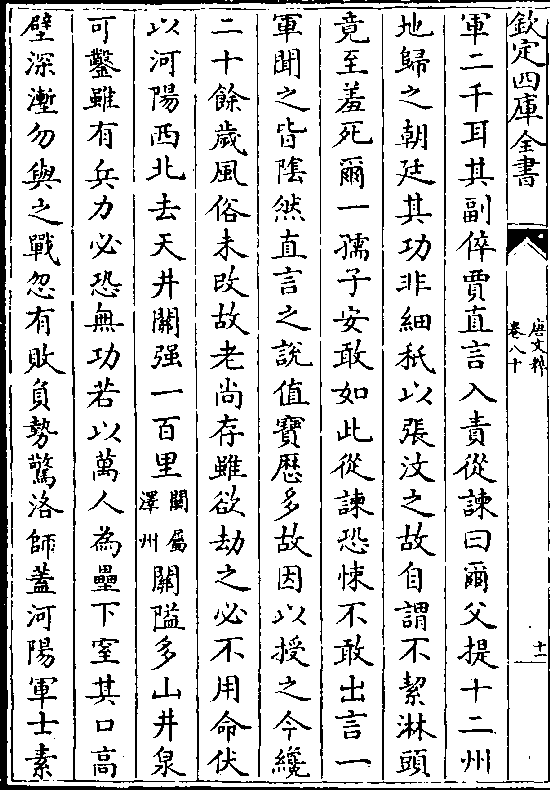 欽定四庫全書
唐文粹
卷八十
十一
軍二千耳其副倅賈直言入責從諫曰爾父提十二州
地歸之朝廷其功非細秖以張汶之故自謂不絜淋頭
竟至羞死爾一孺子安敢如此從諫恐悚不敢出言一
軍聞之皆陰然直言之說值寶歴多故因以授之今纔
二十餘歲風俗未改故老尚存雖欲劫之必不用命伏
以河陽西北去天井關强一百里關屬澤州關隘多山井泉
可鑿雖有兵力必恐無功若以萬人為壘下窒其口高
壁深塹勿與之戰忽有敗負勢驚洛師蓋河陽軍士素